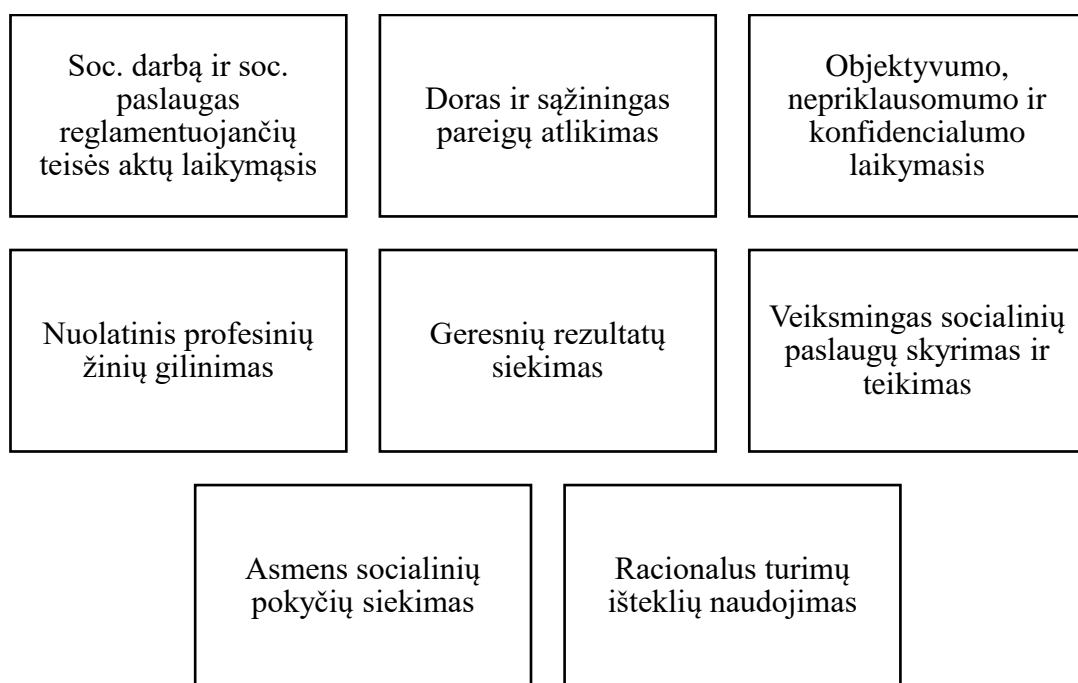 Soc. darbą ir soc.
paslaugas
reglamentuojančių
teisės aktų laikymąsis
Doras ir sąžiningas
pareigų atlikimas
Objektyvumo,
nepriklausomumo ir
konfidencialumo
laikymasis
Nuolatinis profesinių
žinių gilinimas
Geresnių rezultatų
siekimas
Veiksmingas socialinių
paslaugų skyrimas ir
teikimas
Asmens socialinių
pokyčių siekimas
Racionalus turimų
išteklių naudojimas